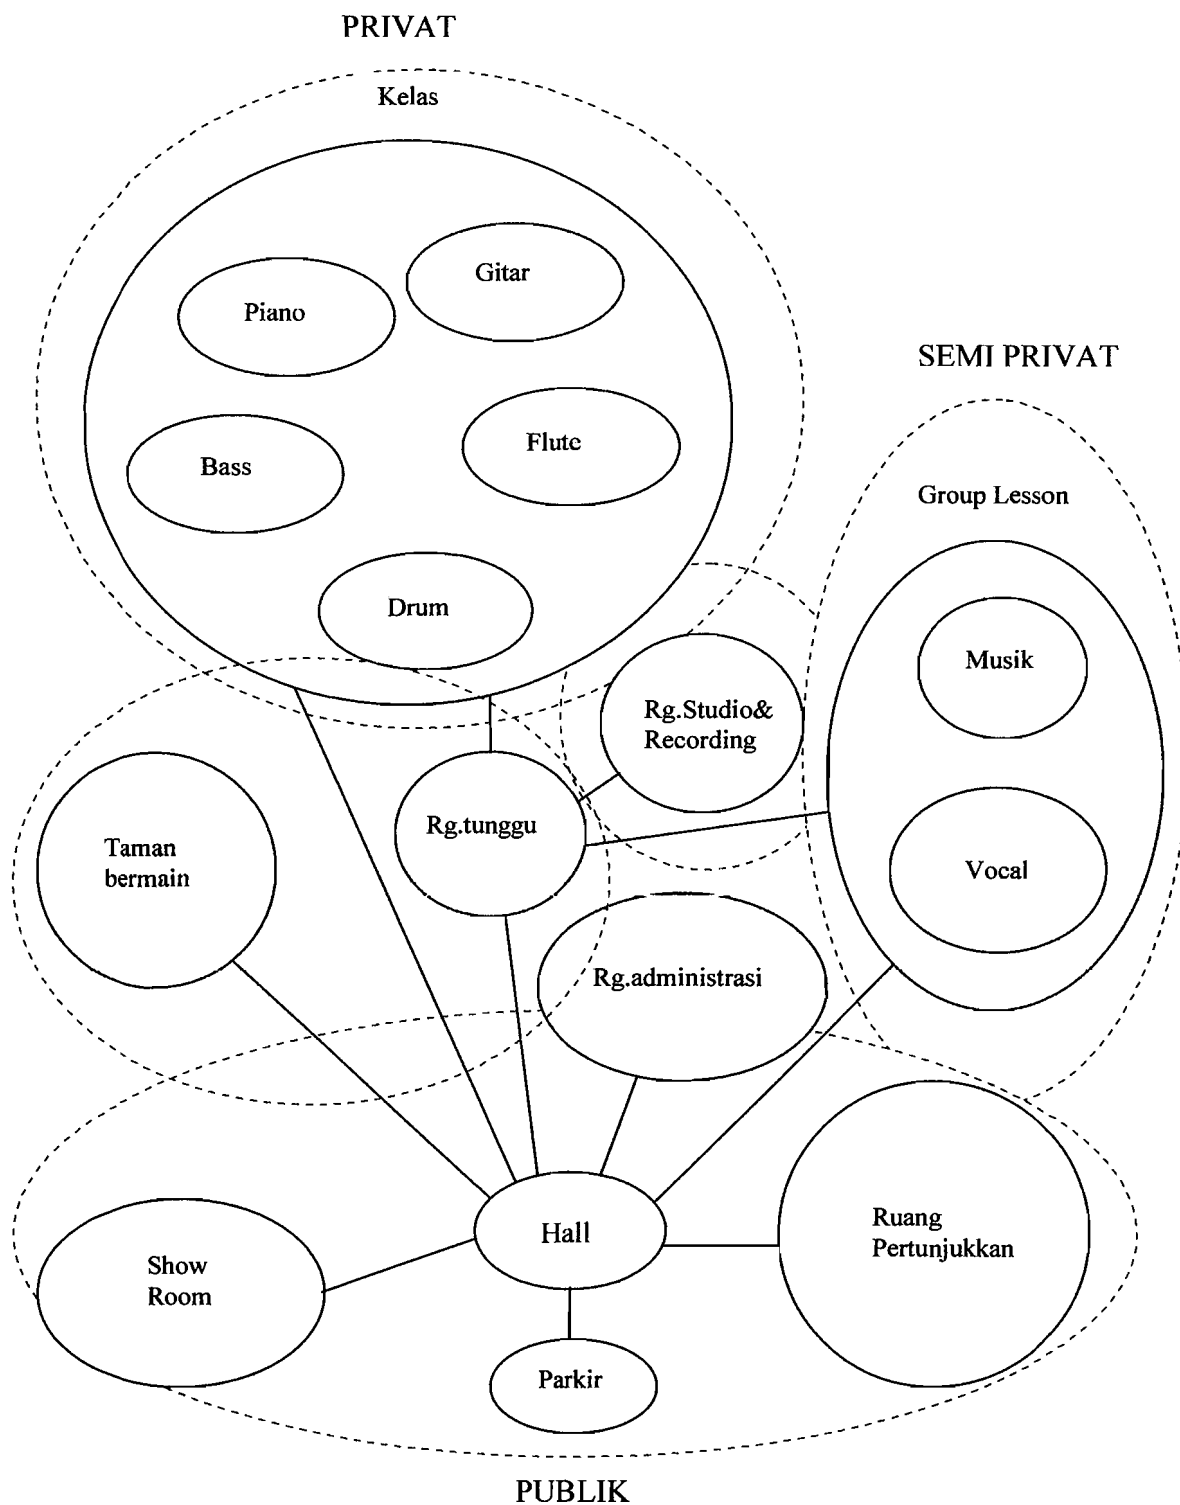 PRIVAT
Kelas
Gitar
Piano
SEMI PRIVAT
Flute
Bass
Group Lesson
Drum
Musik
Rg.Studio&
Recording
Rg.tunggu
Taman
bermain
Vocal
Rg.administrasi
Hall
Ruang
Pertunjukkan
Show
Room
Parkir
PUBLIK